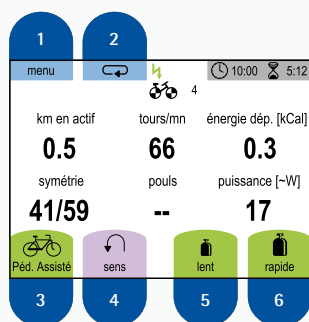 1 2
menu 10:00 5:12
4
km en actif tours/mn énergie dép. [kCal]
0.5 66 0.3
symétrie pouls puissance [~W]
41/59 -- 17
Péd. Assisté sens lent rapide
3 4 5 6